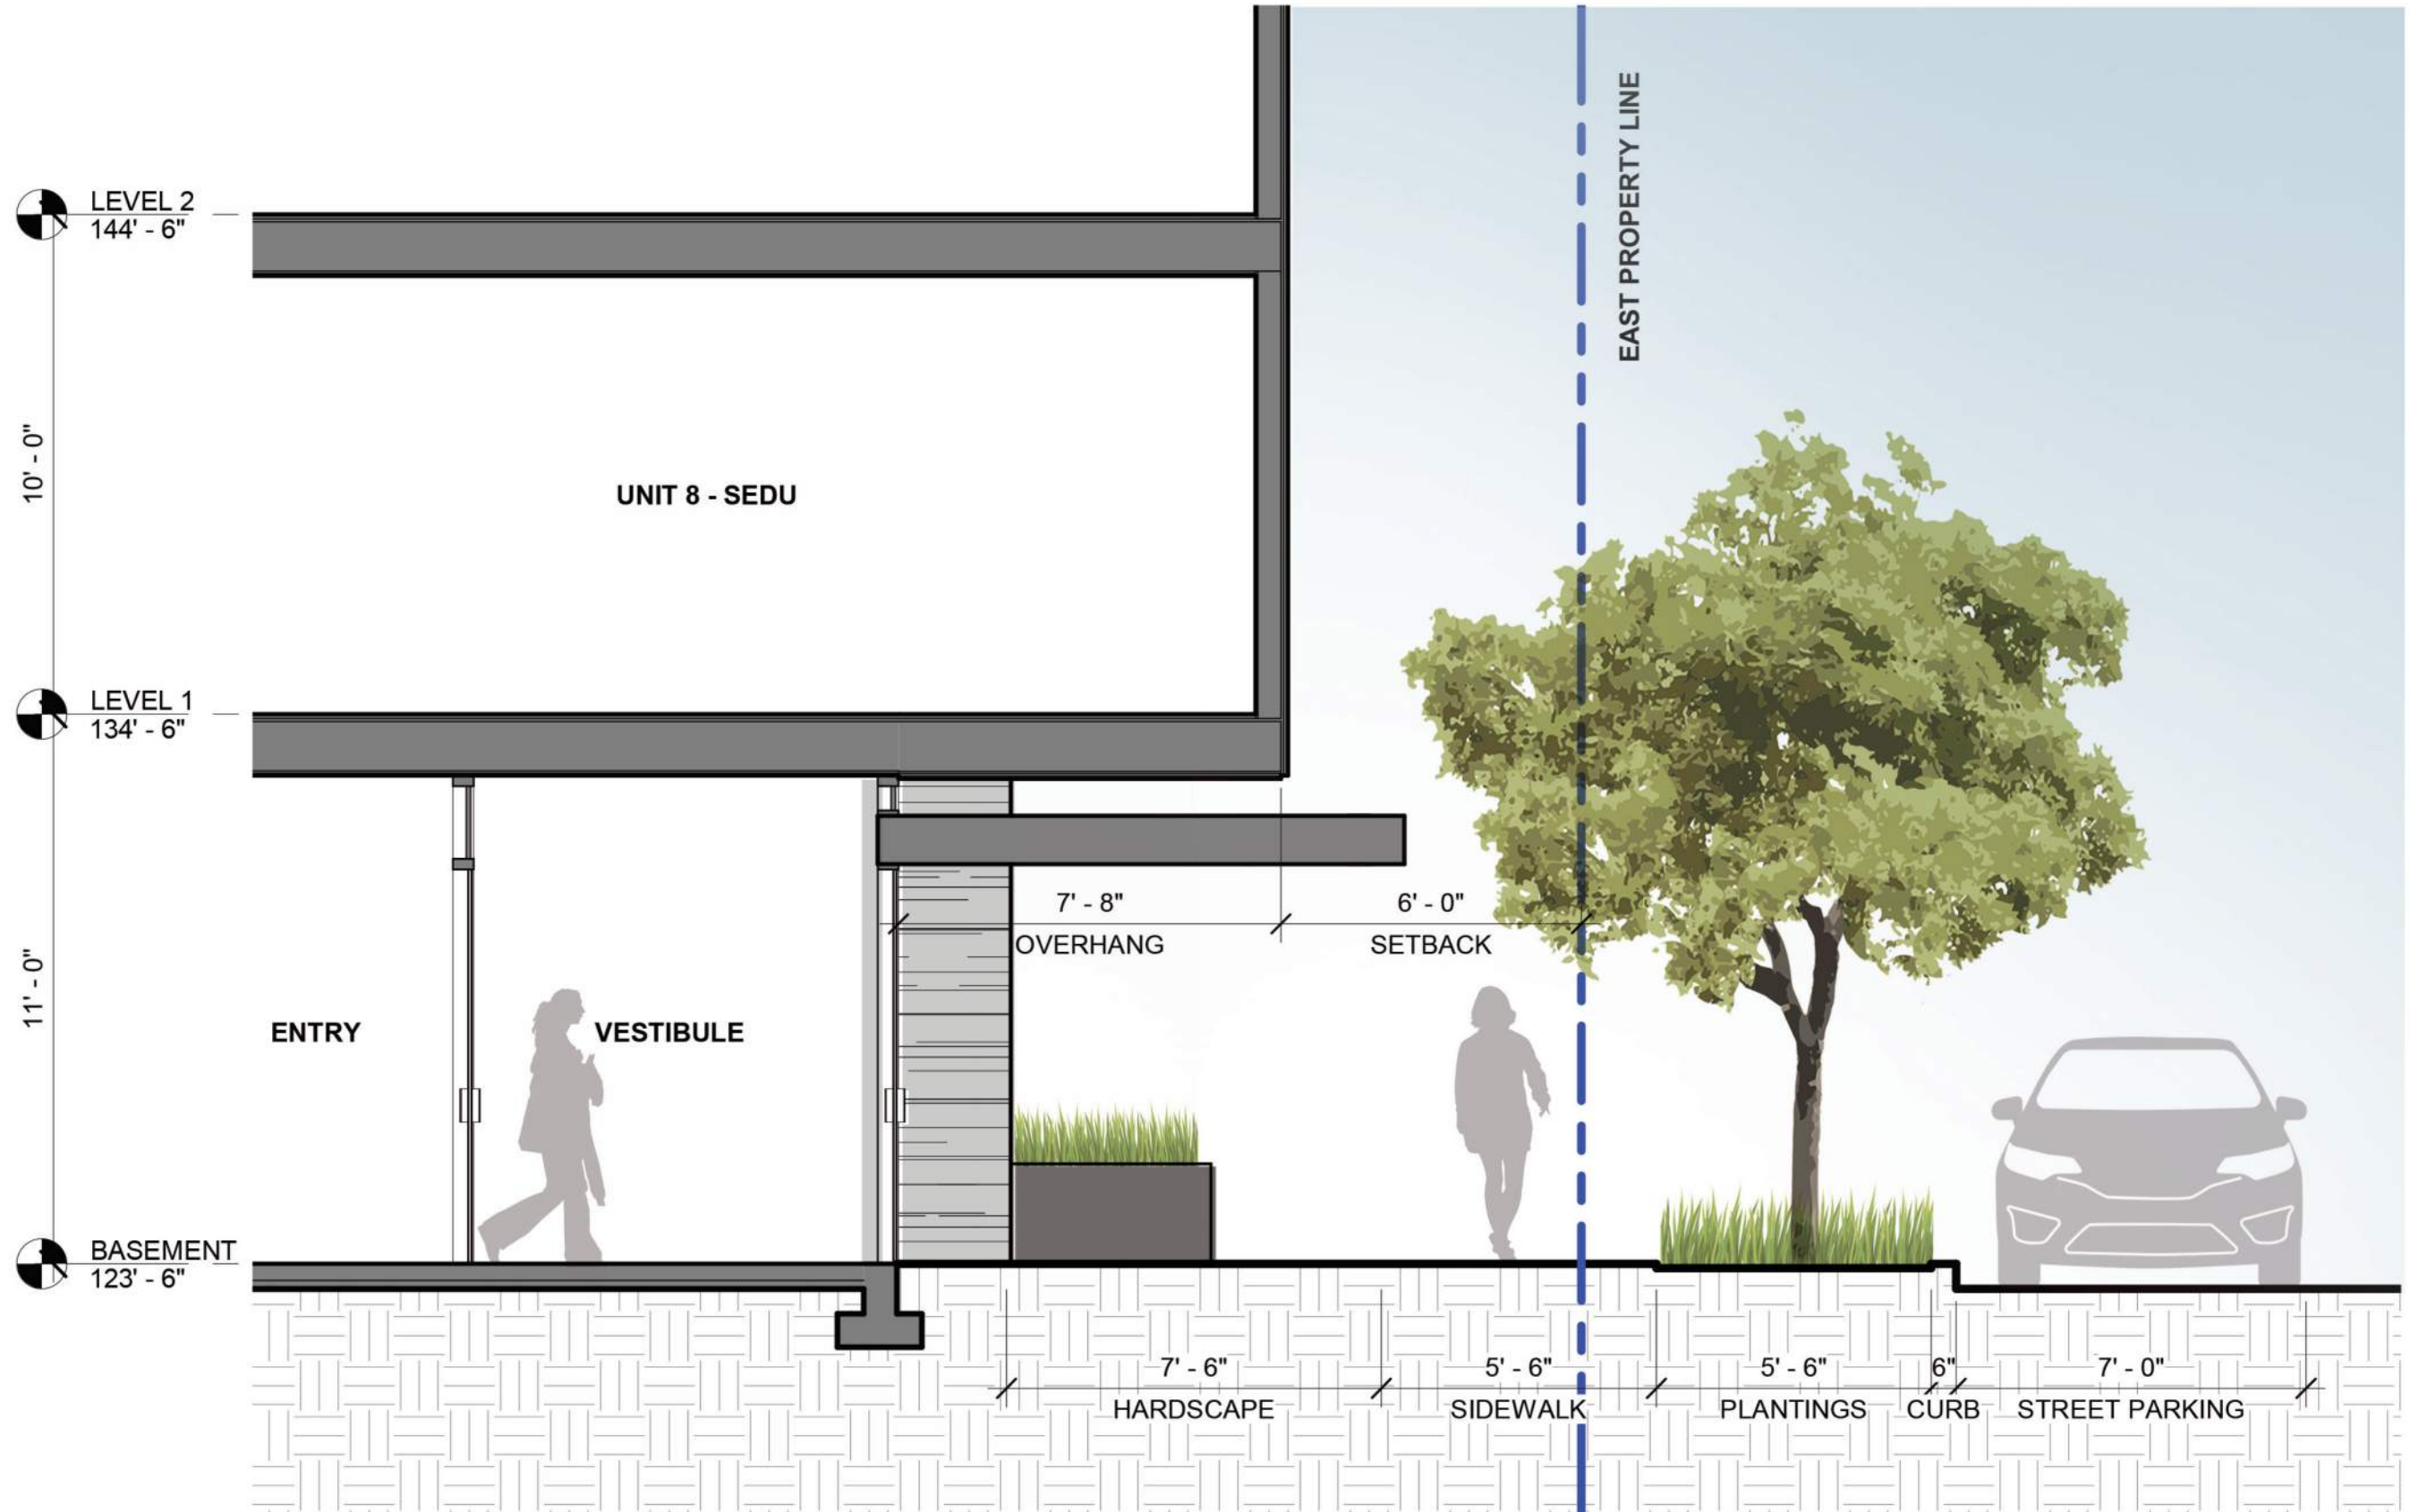 EAST PROPERTY LINE
LEVEL 2
144' - 6"
10' - 0"
UNIT 8 - SEDU
LEVEL 1
134' - 6"
7' - 8"
OVERHANG
6' - 0"
SETBACK
11' - 0"
ENTRY
VESTIBULE
BASEMENT
123' - 6"
7' - 6"
HARDSCAPE
5' - 6"
SIDEWALK
5' - 6"
PLANTINGS
6"
CURB
7' - 0"
STREET PARKING